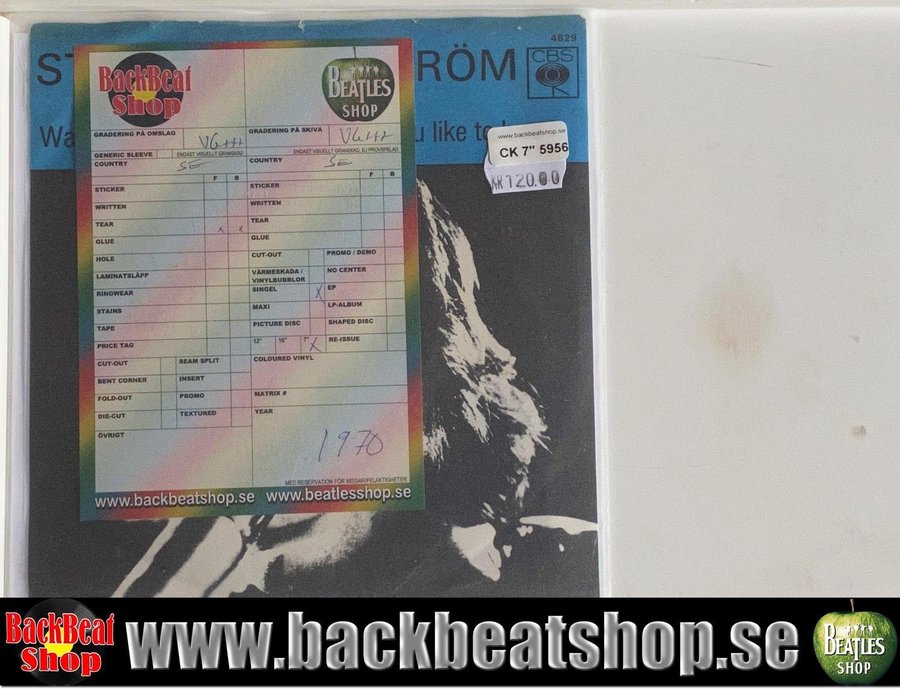 4829
ST
RÖM
CBS
Wa
u like to
www.backbeatshop.se
CK 7" 5956
KR 120.00
BackBeat
Shop
BEATLES
SHOP
GRADERING PÅ OMSLAG
VG++
GENERIC SLEEVE
ENDAST VISUELLT GRANSKAD
COUNTRY
SE
F B
STICKER
WRITTEN
TEAR
x x
GLUE
HOLE
LAMINATSLÄPP
RINGWEAR
STAINS
TAPE
PRICE TAG
CUT-OUT
SEAM SPLIT
BENT CORNER
INSERT
FOLD-OUT
PROMO
DIE-CUT
TEXTURED
ÖVRIGT
GRADERING PÅ SKIVA
VG++
ENDAST VISUELLT GRANSKAD, EJ PROVSPELAD
COUNTRY
SE
F B
STICKER
WRITTEN
TEAR
GLUE
CUT-OUT
PROMO / DEMO
VÄRMESKADA /
VINYLBUBBLOR
NO CENTER
SINGEL
X
EP
MAXI
LP-ALBUM
PICTURE DISC
SHAPED DISC
12" 10" 7" X
RE-ISSUE
COLOURED VINYL
MATRIX #
YEAR
1970
MED RESERVATION FÖR MISSAR/FELAKTIGHETER
www.backbeatshop.se www.beatlesshop.se
BackBeat
Shop
www.backbeatshop.se
BEATLES
SHOP